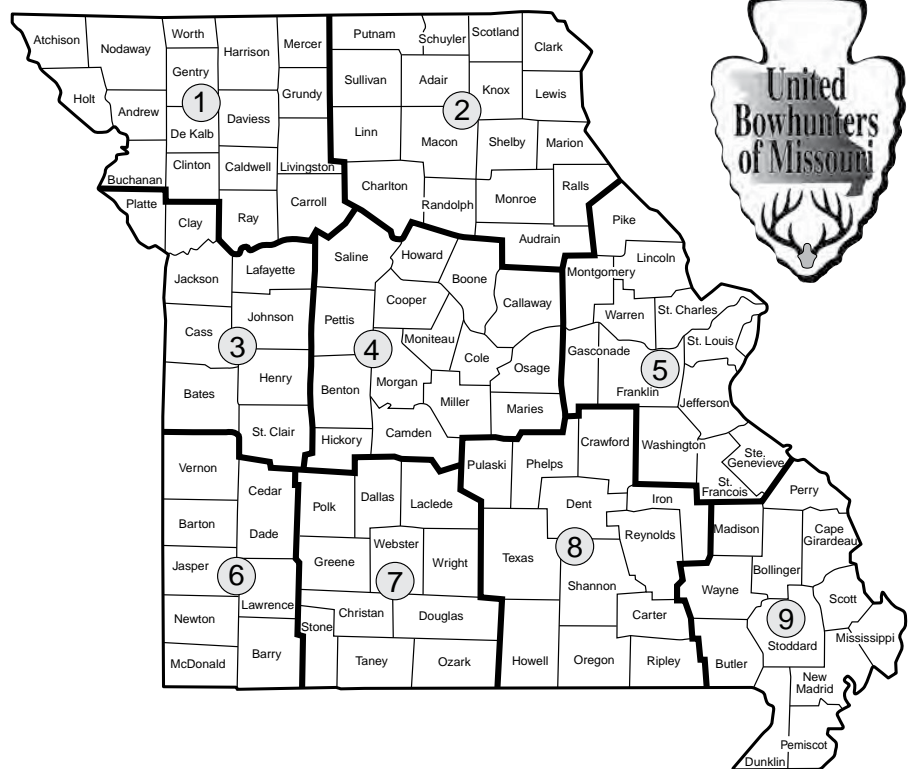 Atchison
Nodaway
Worth
Harrison
Mercer
Gentry
Holt
Andrew
1
Grundy
De Kalb
Daviess
Clinton
Caldwell
Livingston
Buchanan
Platte
Clay
Ray
Carroll
Putnam
Schuyler
Scotland
Clark
Sullivan
Adair
Knox
Lewis
2
Linn
Macon
Shelby
Marion
Charlton
Randolph
Monroe
Ralls
Audrain
Jackson
Lafayette
Cass
Johnson
3
Bates
Henry
St. Clair
Saline
Howard
Boone
Cooper
Callaway
Pettis
4
Moniteau
Cole
Osage
Benton
Morgan
Miller
Maries
Hickory
Camden
Pike
Lincoln
Montgomery
Warren
St. Charles
St. Louis
Gasconade
5
Franklin
Jefferson
Washington
Ste.
Genevieve
St.
Francois
Vernon
Cedar
Barton
Dade
Jasper
6
Lawrence
Newton
McDonald
Barry
Polk
Dallas
Laclede
Greene
Webster
Wright
7
Stone
Christan
Douglas
Taney
Ozark
Pulaski
Phelps
Crawford
Dent
Iron
Reynolds
Texas
8
Shannon
Carter
Howell
Oregon
Ripley
Perry
Madison
Cape
Girardeau
Bollinger
Wayne
Scott
9
Stoddard
Mississippi
Butler
New
Madrid
Pemiscot
Dunklin
United
Bowhunters
of Missouri